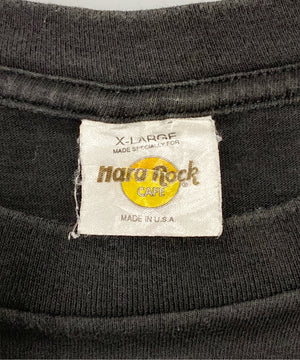 X-LARGE
MADE SPECIALLY FOR
Hard Rock
CAFE
MADE IN U.S.A